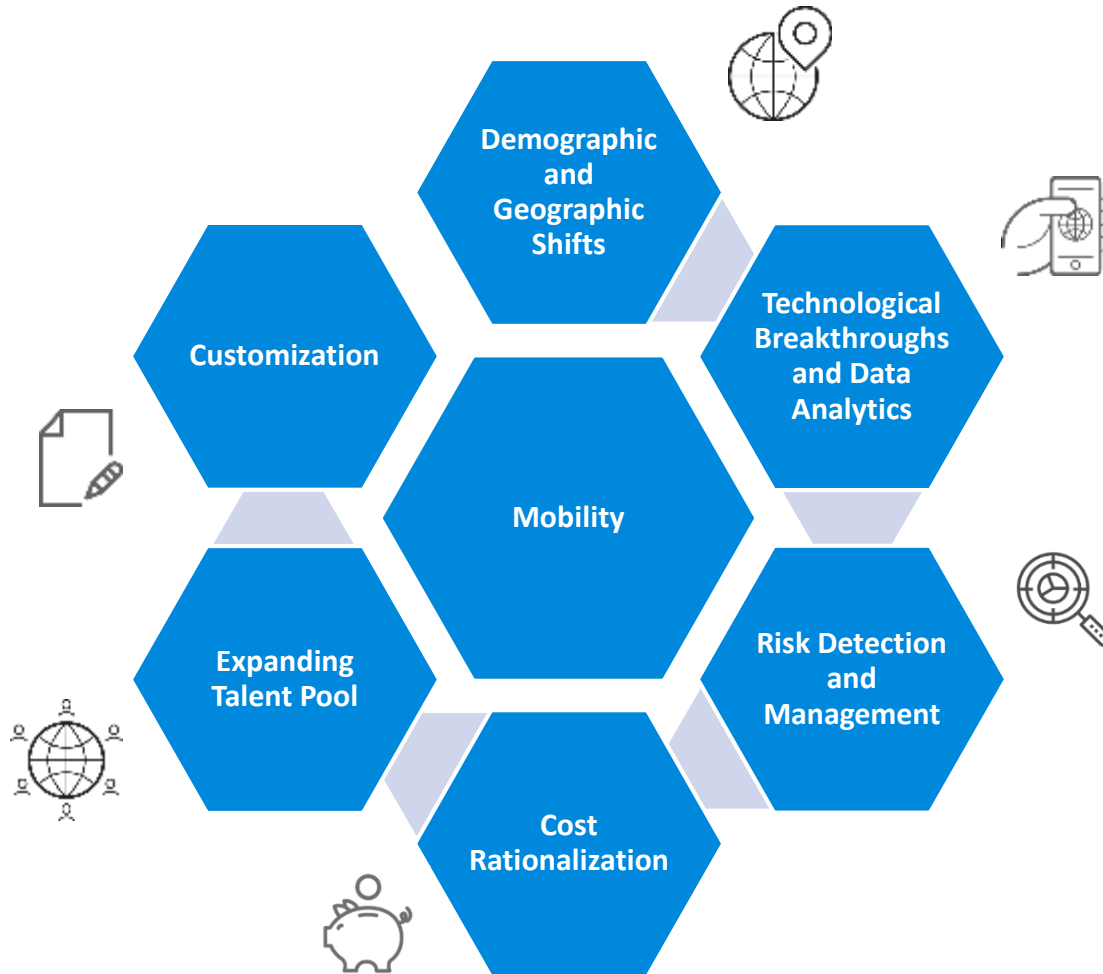 Demographic
and
Geographic
Shifts
Technological
Breakthroughs
and Data
Analytics
Customization
Mobility
Risk Detection
and
Management
Expanding
Talent Pool
Cost
Rationalization